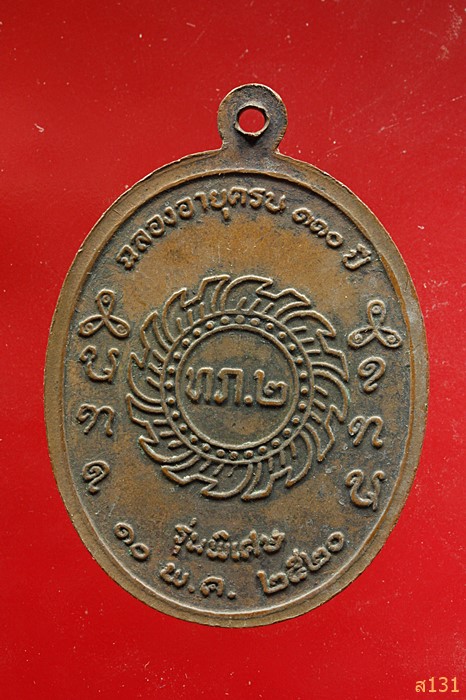 ฉลองอายุครบ ๑๓๐ ปี
ทภ.๒
รุ่นพิเศษ
๑๐ พ.ค. ๒๕๒๐
ส131